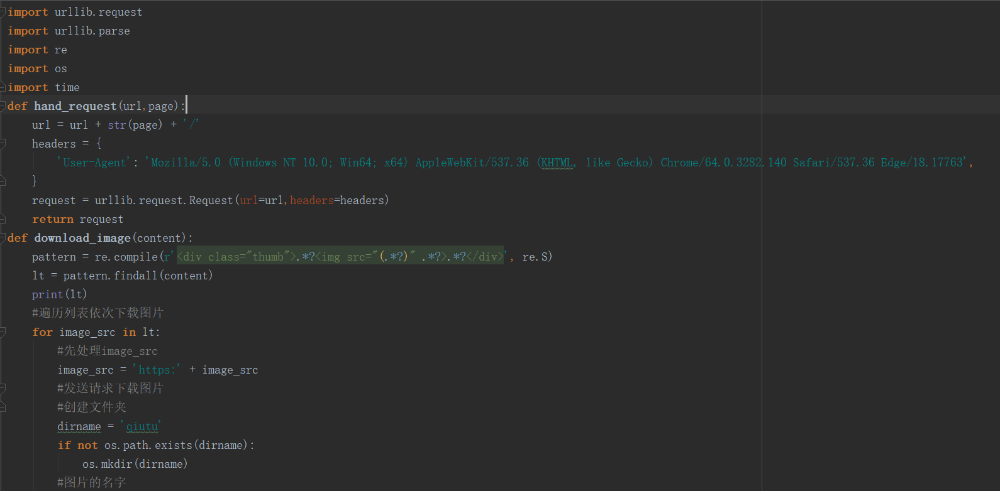 import urllib.request
import urllib.parse
import re
import os
import time
def hand_request(url,page):
    url = url + str(page) + '/'
    headers = {
        'User-Agent': 'Mozilla/5.0 (Windows NT 10.0; Win64; x64) AppleWebKit/537.36 (KHTML, like Gecko) Chrome/64.0.3282.140 Safari/537.36 Edge/18.17763',
    }
    request = urllib.request.Request(url=url,headers=headers)
    return request
def download_image(content):
    pattern = re.compile(r'<div class="thumb">.*?<img src="(.*?)" .*?>.*?</div>', re.S)
    lt = pattern.findall(content)
    print(lt)
    #遍历列表依次下载图片
    for image_src in lt:
        #先处理image_src
        image_src = 'https:' + image_src
        #发送请求下载图片
        #创建文件夹
        dirname = 'qiutu'
        if not os.path.exists(dirname):
            os.mkdir(dirname)
        #图片的名字